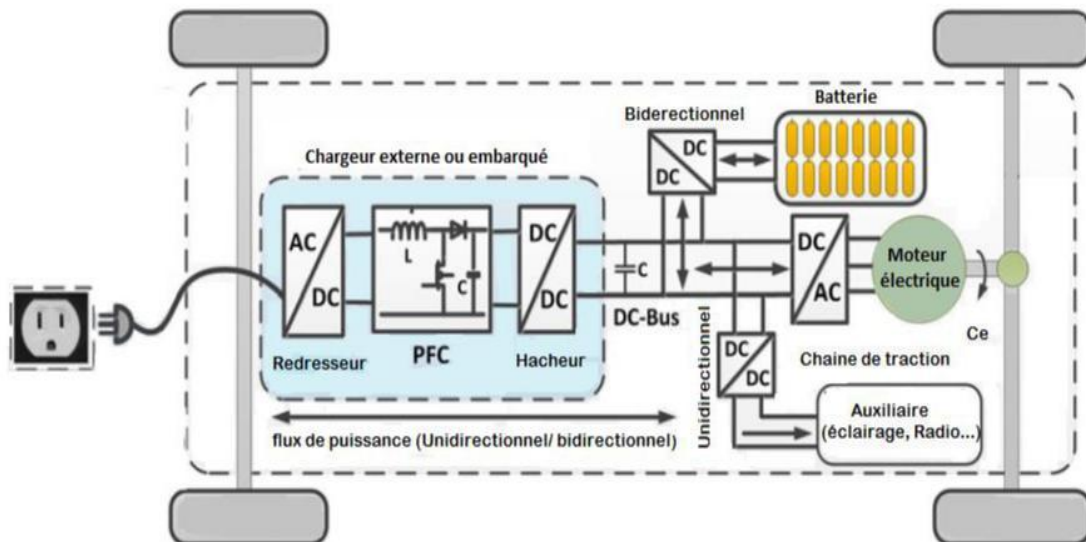 Batterie
Biderectionnel
Chargeur externe ou embarqué
DC
DC
AC
DC
L
C
DC
DC
C
DC
AC
Moteur
électrique
DC-Bus
Redresseur
PFC
Hacheur
Ce
Unidirectionnel
DC
DC
Chaine de traction
flux de puissance (Unidirectionnel/ bidirectionnel)
Auxiliaire
(éclairage, Radio...)